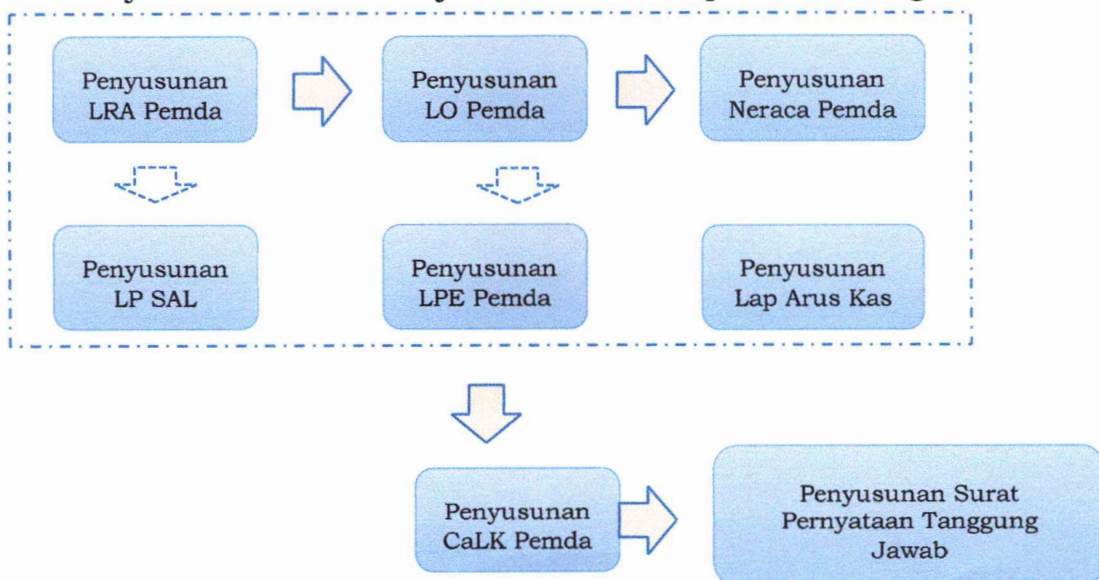 Penyusunan
LRA Pemda
Penyusunan
LO Pemda
Penyusunan
Neraca Pemda
Penyusunan
LP SAL
Penyusunan
LPE Pemda
Penyusunan
Lap Arus Kas
Penyusunan
CaLK Pemda
Penyusunan Surat
Pernyataan Tanggung
Jawab